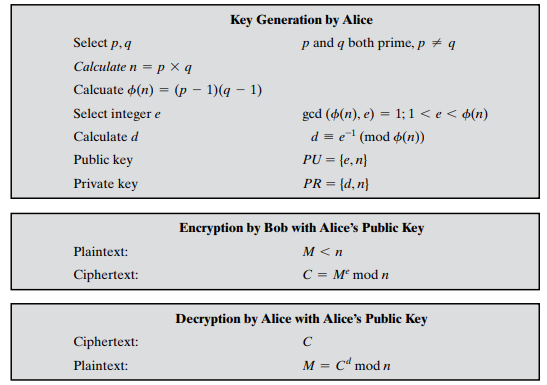 Key Generation by Alice
Select p, q p and q both prime, p ≠ q
Calculate n = p × q
Calcuate ϕ(n) = (p − 1)(q − 1)
Select integer e gcd (ϕ(n), e) = 1; 1 < e < ϕ(n)
Calculate d d ≡ e⁻¹ (mod ϕ(n))
Public key PU = {e, n}
Private key PR = {d, n}
Encryption by Bob with Alice's Public Key
Plaintext: M < n
Ciphertext: C = Mᵉ mod n
Decryption by Alice with Alice's Public Key
Ciphertext: C
Plaintext: M = Cᵈ mod n